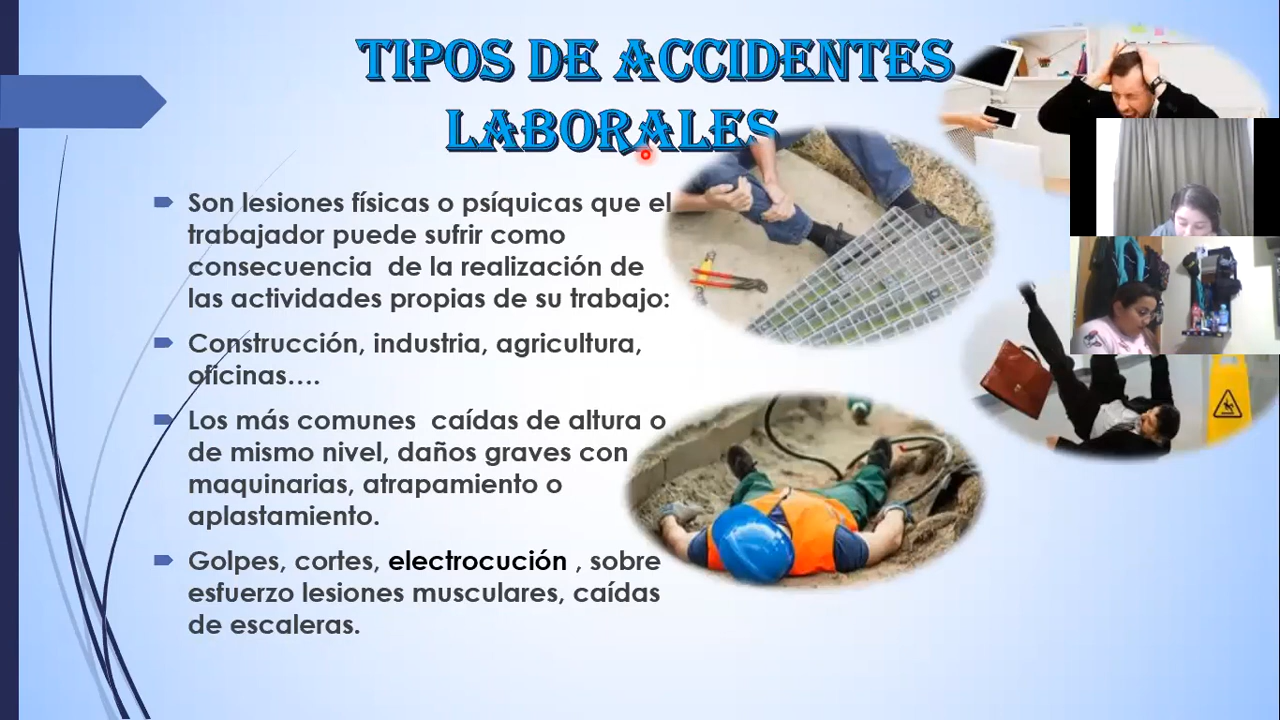 TIPOS DE ACCIDENTES
LABORALES
Son lesiones físicas o psíquicas que el
trabajador puede sufrir como
consecuencia de la realización de
las actividades propias de su trabajo:
Construcción, industria, agricultura,
oficinas….
Los más comunes caídas de altura o
de mismo nivel, daños graves con
maquinarias, atrapamiento o
aplastamiento.
Golpes, cortes, electrocución , sobre
esfuerzo lesiones musculares, caídas
de escaleras.